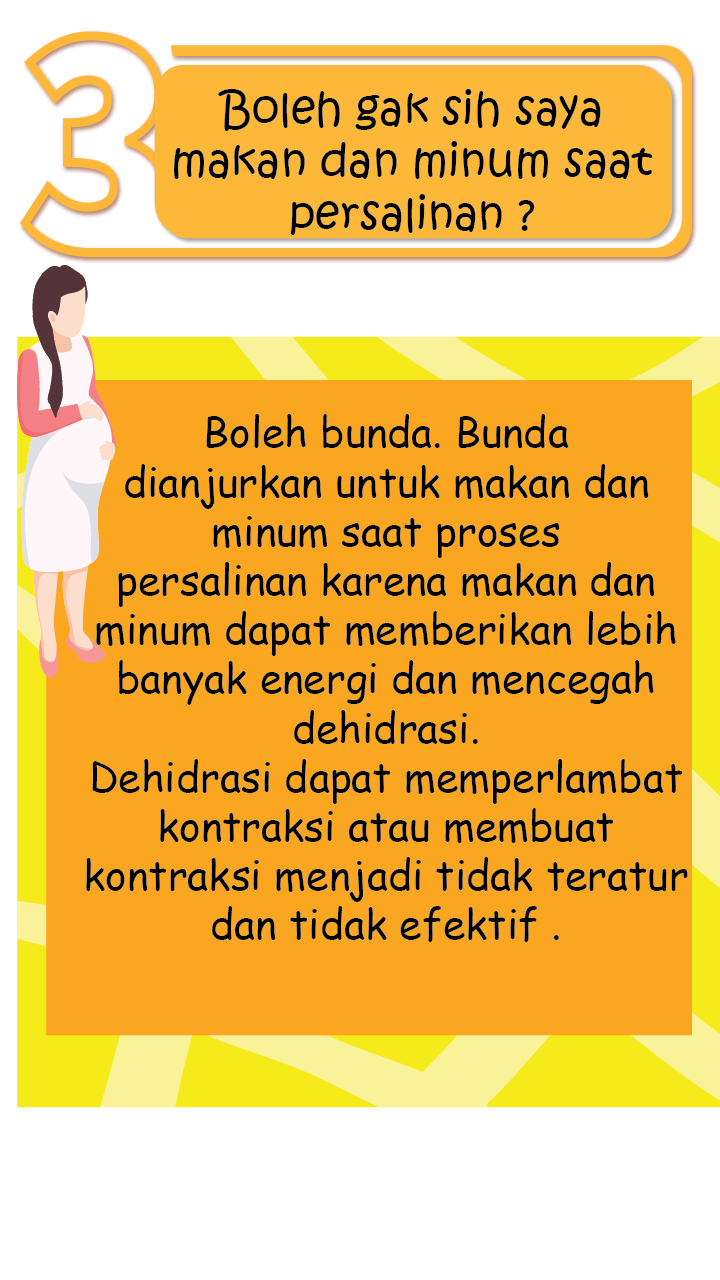 3
Boleh gak sih saya
makan dan minum saat
persalinan ?
Boleh bunda. Bunda
dianjurkan untuk makan dan
minum saat proses
persalinan karena makan dan
minum dapat memberikan lebih
banyak energi dan mencegah
dehidrasi.
Dehidrasi dapat memperlambat
kontraksi atau membuat
kontraksi menjadi tidak teratur
dan tidak efektif .